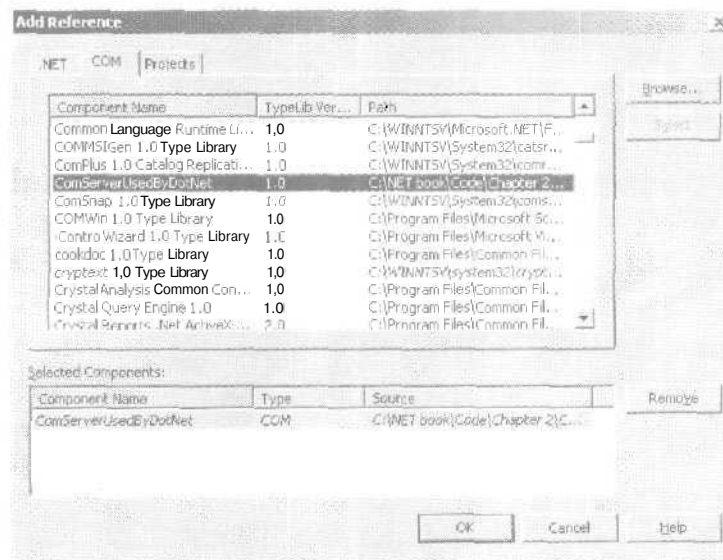 Add Reference
.NET COM Projects
Component Name TypeLib Ver... Path
Common Language Runtime Li... 1,0 C:\WINNTSV\Microsoft.NET\F...
COMMSIGen 1.0 Type Library 1.0 C:\WINNTSV\System32\catsr...
ComPlus 1.0 Catalog Replicati... 1.0 C:\WINNTSV\System32\comr...
ComServerUsedByDotNet 1.0 C:\NET book\Code\Chapter 2...
ComSnap 1.0 Type Library 1.0 C:\WINNTSV\System32\coms...
COMWin 1.0 Type Library 1.0 C:\Program Files\Microsoft Sc...
Contro Wizard 1.0 Type Library 1.0 C:\Program Files\Microsoft Vi...
cookdoc 1.0 Type Library 1.0 C:\Program Files\Common Fil...
cryptext 1,0 Type Library 1,0 C:\WINNTSV\system32\crypt...
Crystal Analysis Common Con... 1,0 C:\Program Files\Common Fil...
Crystal Query Engine 1.0 1.0 C:\Program Files\Common Fil...
Crystal Reports .Net ActiveX ... 2.0 C:\Program Files\Common Fil...
Browse...
Select
Selected Components:
Component Name Type Source
ComServerUsedByDotNet COM C:\NET book\Code\Chapter 2\C...
Remove
OK Cancel Help